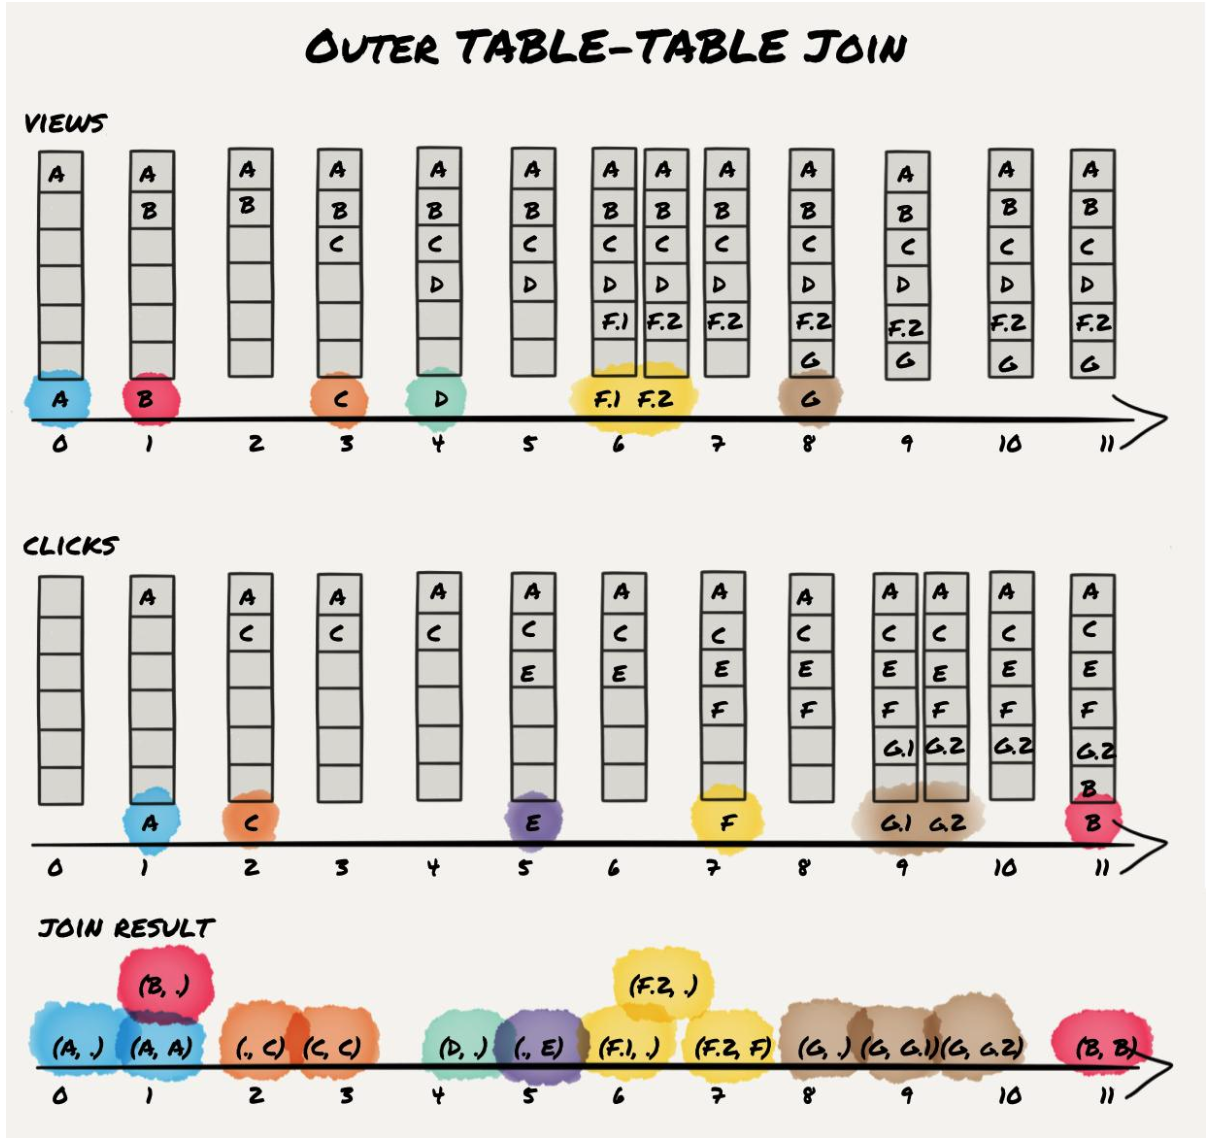 OUTER TABLE-TABLE JOIN
VIEWS
A A A A A A A A A A A A A
B B B B B B B B B B B B
C C C C C C C C C C
D D D D D D D D D
F.1 F.2 F.2 F.2 F.2 F.2 F.2
G G G G
A B C D F.1 F.2 G
0 1 2 3 4 5 6 7 8 9 10 11
CLICKS
A A A A A A A A A A A A
C C C C C C C C C C C
E E E E E E E E
F F F F F F
G.1 G.2 G.2 G.2
B
A C E F G.1 G.2 B
0 1 2 3 4 5 6 7 8 9 10 11
JOIN RESULT
(B, .) (F.2, .)
(A, .) (A, A) (., C) (C, C) (D, .) (., E) (F.1, .) (F.2, F) (G, .) (G, G.1) (G, G.2) (B, B)
0 1 2 3 4 5 6 7 8 9 10 11